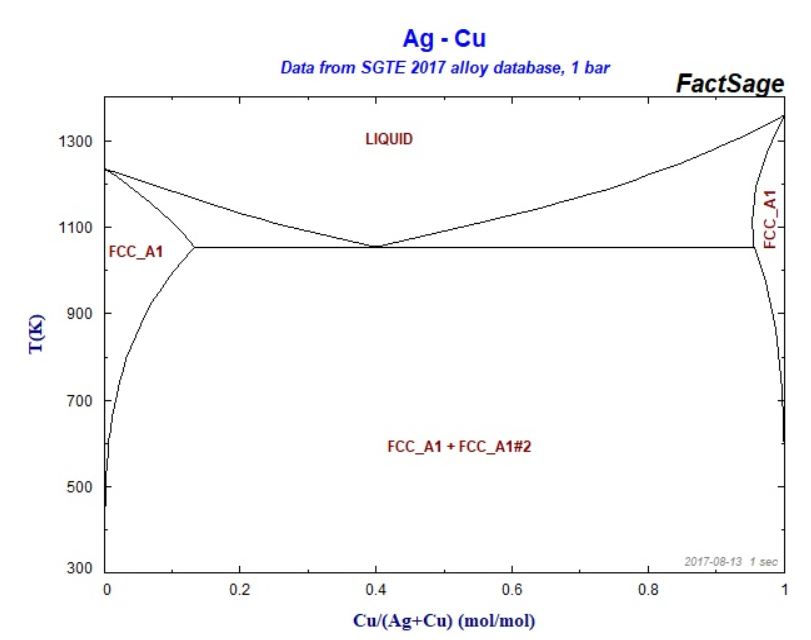 Ag - Cu
Data from SGTE 2017 alloy database, 1 bar
FactSage
LIQUID
FCC_A1
FCC_A1
FCC_A1 + FCC_A1#2
2017-08-13 1 sec
T(K)
1300
1100
900
700
500
300
0 0.2 0.4 0.6 0.8 1
Cu/(Ag+Cu) (mol/mol)